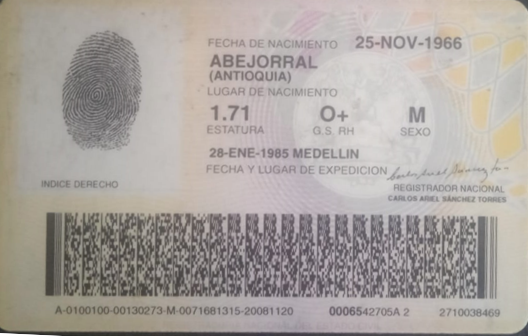 FECHA DE NACIMIENTO 25-NOV-1966
ABEJORRAL
(ANTIOQUIA)
LUGAR DE NACIMIENTO
1.71 O+ M
ESTATURA G.S. RH SEXO
28-ENE-1985 MEDELLIN
FECHA Y LUGAR DE EXPEDICION
INDICE DERECHO
REGISTRADOR NACIONAL
CARLOS ARIEL SÁNCHEZ TORRES
A-0100100-00130273-M-0071681315-20081120 0006542705A 2 2710038469